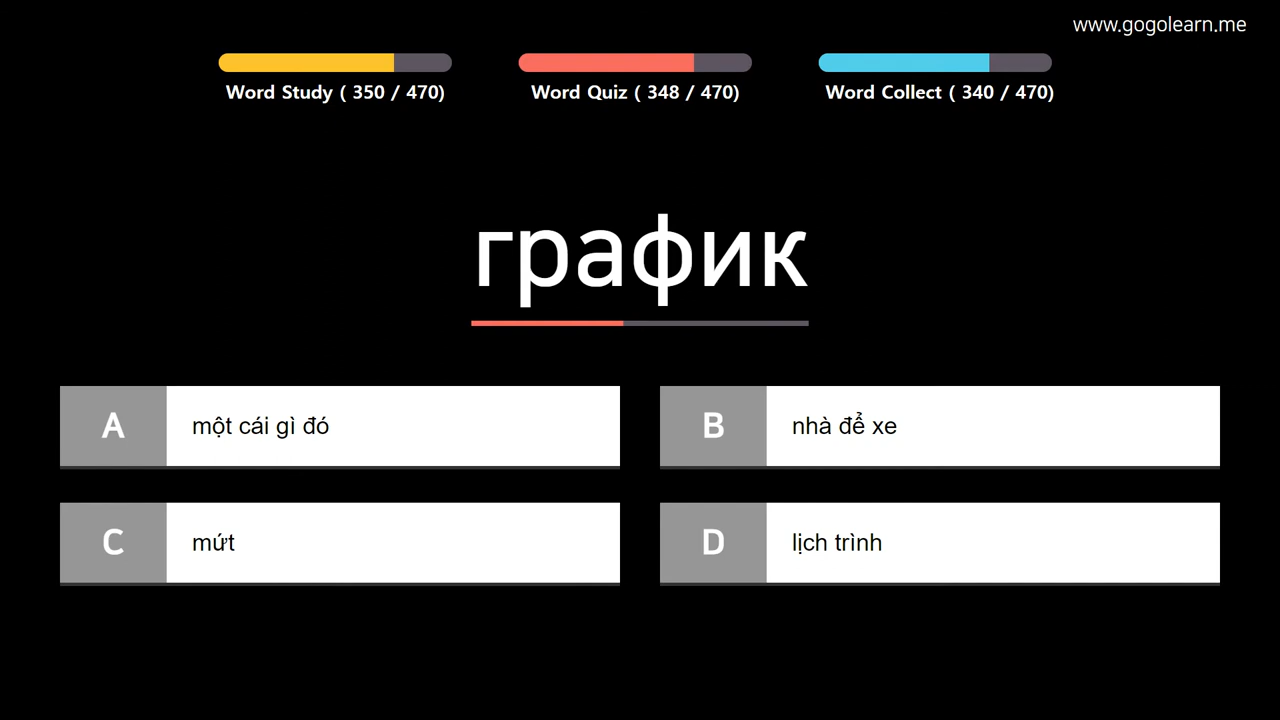 www.gogolearn.me
Word Study ( 350 / 470)
Word Quiz ( 348 / 470)
Word Collect ( 340 / 470)
график
A một cái gì đó
B nhà để xe
C mứt
D lịch trình